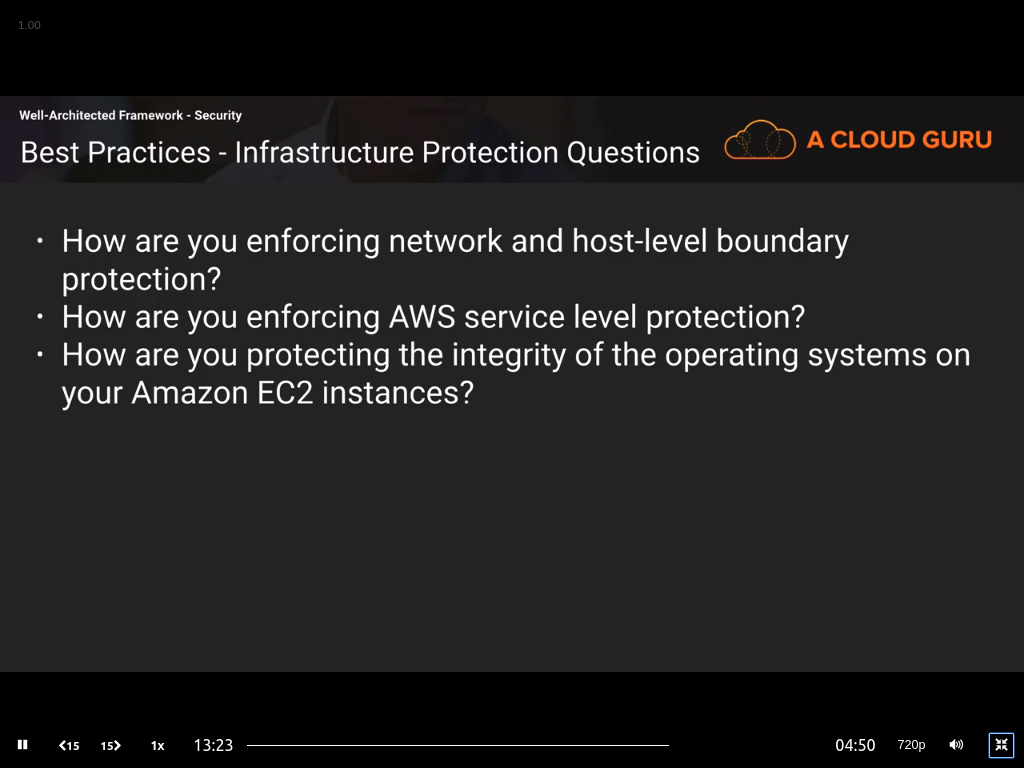 1.00
Well-Architected Framework - Security
Best Practices - Infrastructure Protection Questions
A CLOUD GURU
• How are you enforcing network and host-level boundary
protection?
• How are you enforcing AWS service level protection?
• How are you protecting the integrity of the operating systems on
your Amazon EC2 instances?
15 15 1x 13:23 04:50 720p